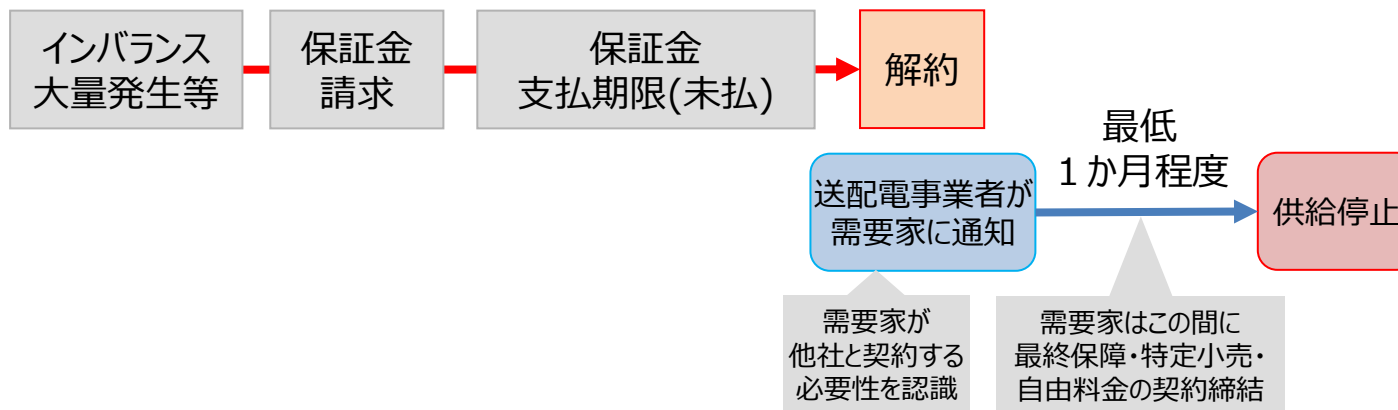 インバランス
大量発生等
保証金
請求
保証金
支払期限(未払)
解約
最低
１か月程度
送配電事業者が
需要家に通知
供給停止
需要家が
他社と契約する
必要性を認識
需要家はこの間に
最終保障・特定小売・
自由料金の契約締結